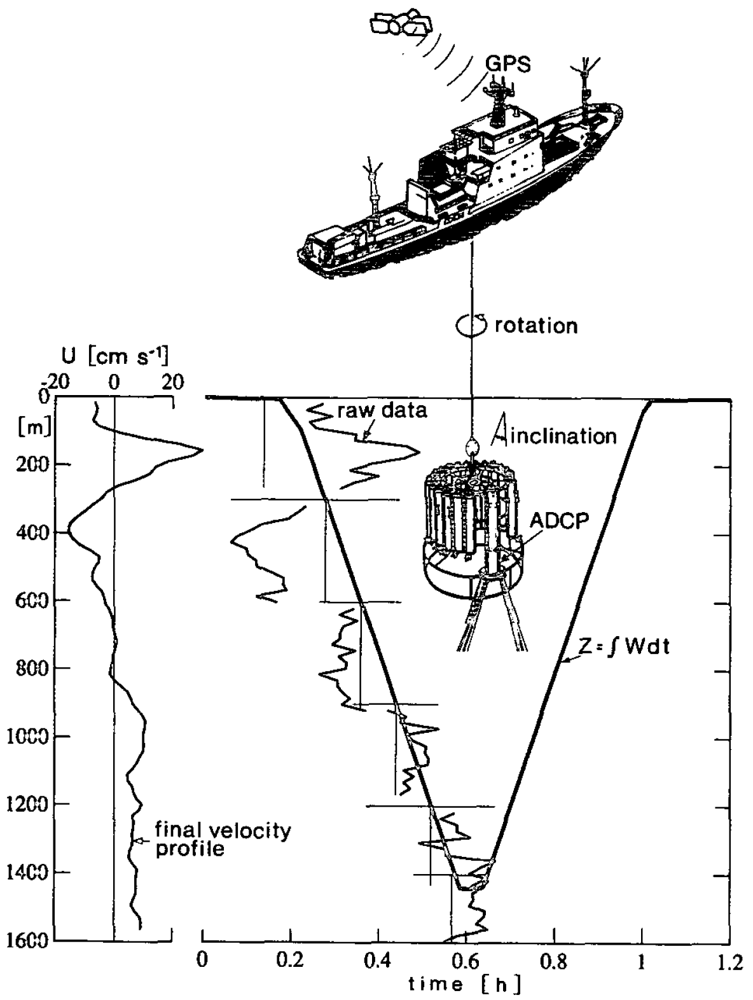 GPS
rotation
U [cm s⁻¹]
-20 0 20
0
[m]
200
400
600
800
1000
1200
1400
1600
raw data
inclination
ADCP
Z = ∫ Wdt
final velocity
profile
0 0.2 0.4 0.6 0.8 1 1.2
time [h]